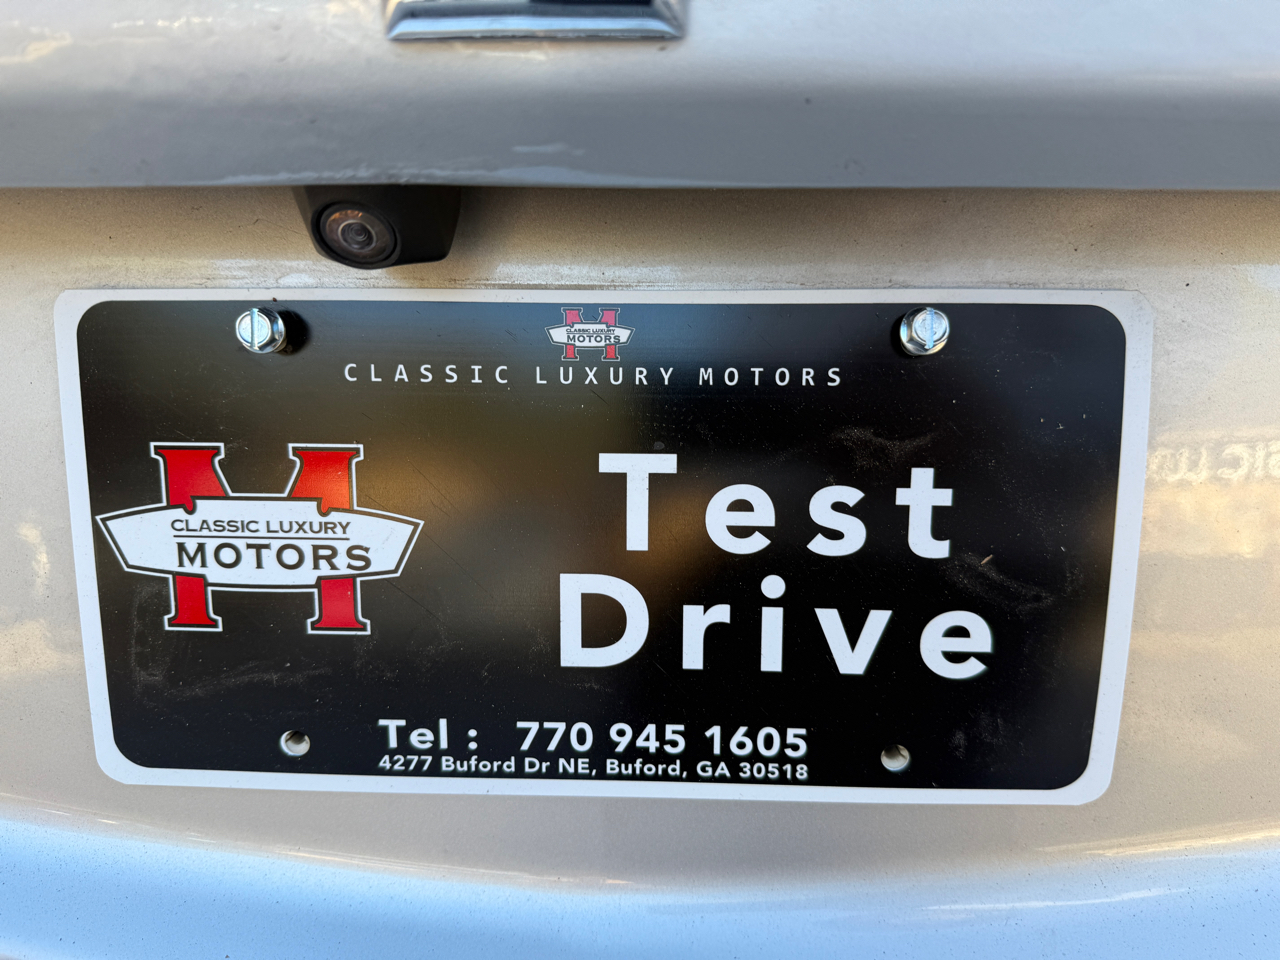 CLASSIC LUXURY
MOTORS
CLASSIC LUXURY MOTORS
CLASSIC LUXURY
MOTORS
Test
Drive
Tel : 770 945 1605
4277 Buford Dr NE, Buford, GA 30518